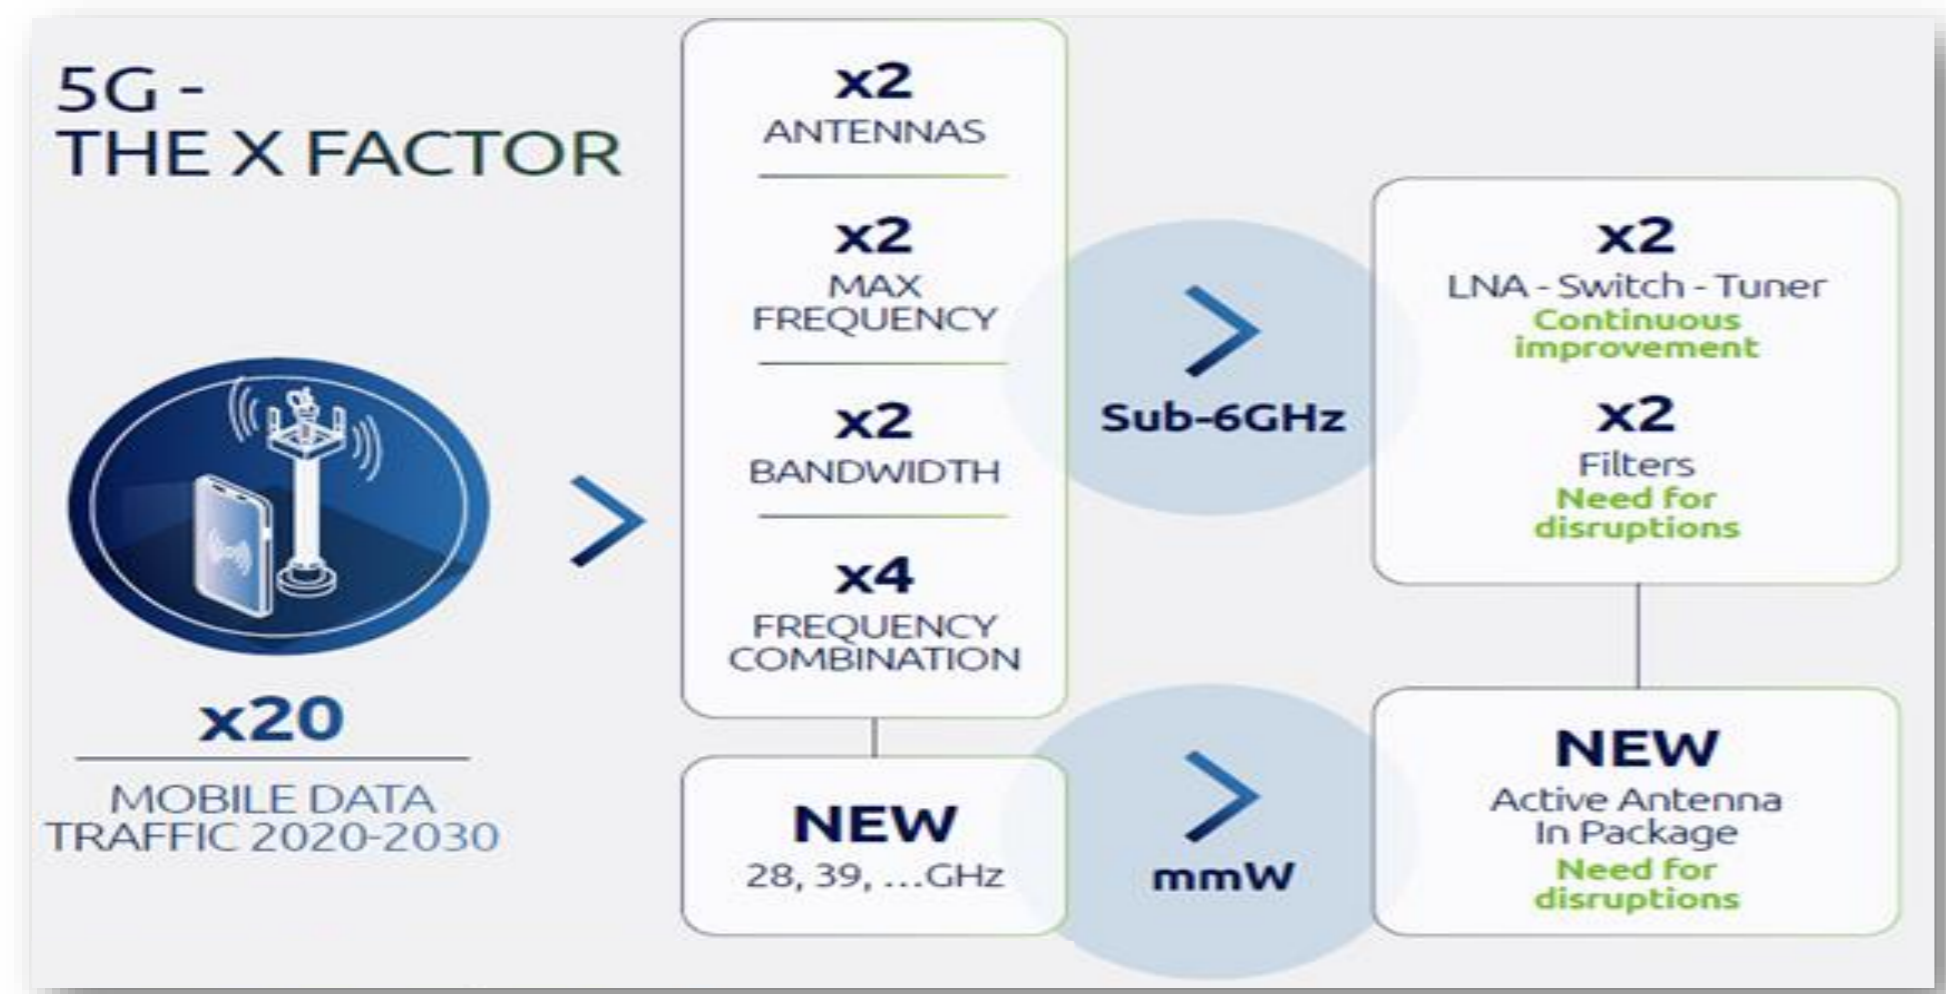 5G -
THE X FACTOR
x20
MOBILE DATA
TRAFFIC 2020-2030
x2
ANTENNAS
x2
MAX
FREQUENCY
x2
BANDWIDTH
x4
FREQUENCY
COMBINATION
NEW
28, 39, ...GHz
Sub-6GHz
mmW
x2
LNA - Switch - Tuner
Continuous
improvement
x2
Filters
Need for
disruptions
NEW
Active Antenna
In Package
Need for
disruptions